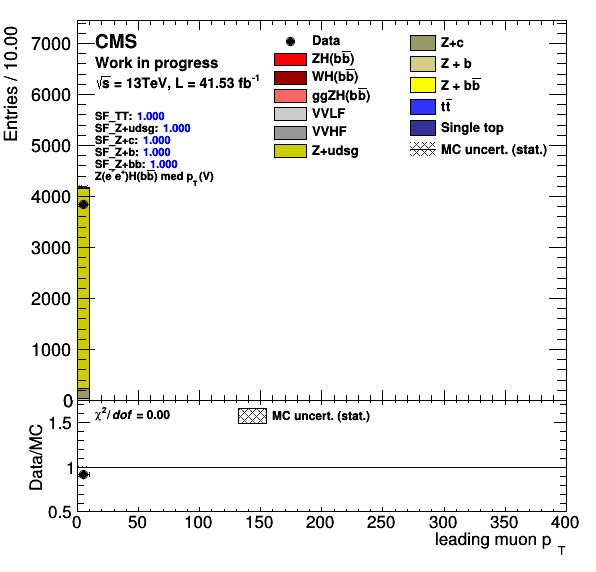 CMS
Work in progress
√s = 13TeV, L = 41.53 fb⁻¹
SF_TT: 1.000
SF_Z+udsg: 1.000
SF_Z+c: 1.000
SF_Z+b: 1.000
SF_Z+bb: 1.000
Z(e⁻e⁺)H(bb̅) med p_T(V)
Data
ZH(bb̅)
WH(bb̅)
ggZH(bb̅)
VVLF
VVHF
Z+udsg
Z+c
Z + b
Z + bb̅
tt̅
Single top
MC uncert. (stat.)
Entries / 10.00
7000
6000
5000
4000
3000
2000
1000
0
χ²/dof = 0.00
MC uncert. (stat.)
Data/MC
1.5
1
0.5
0 50 100 150 200 250 300 350 400
leading muon p_T